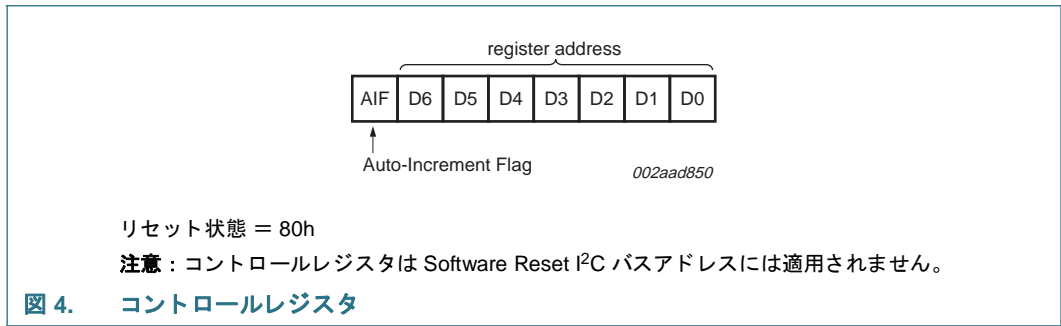 register address
AIF D6 D5 D4 D3 D2 D1 D0
Auto-Increment Flag
002aad850
リセット状態 = 80h
注意：コントロールレジスタは Software Reset I²C バスアドレスには適用されません。
図 4. コントロールレジスタ